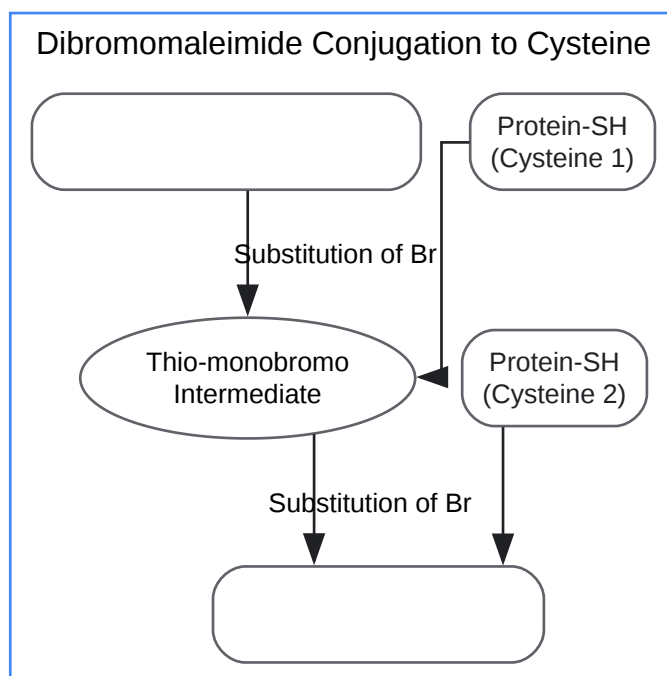 Dibromomaleimide Conjugation to Cysteine
Protein-SH
(Cysteine 1)
Substitution of Br
Thio-monobromo
Intermediate
Protein-SH
(Cysteine 2)
Substitution of Br